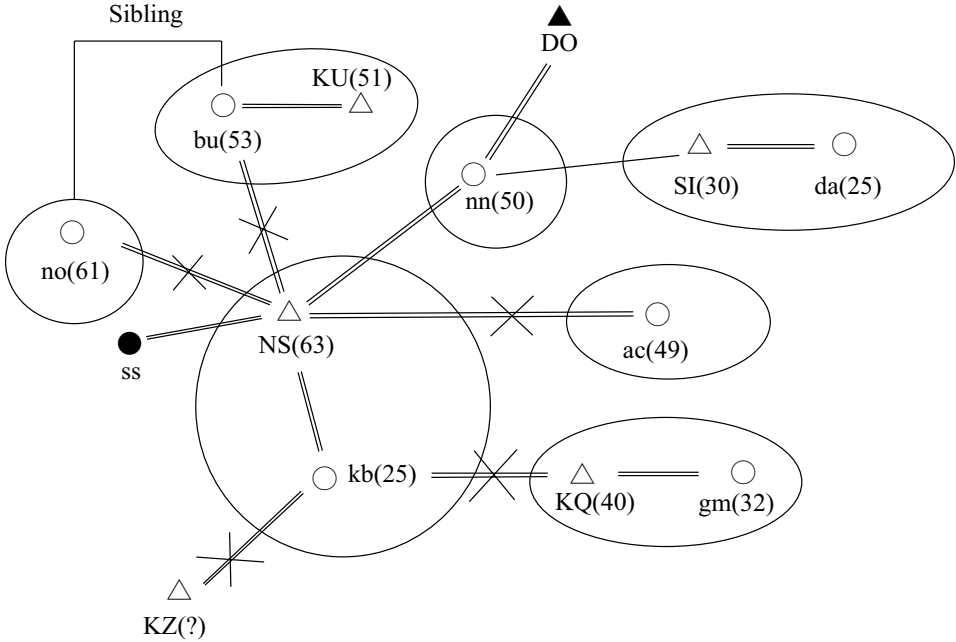 Sibling
DO
KU(51)
bu(53)
nn(50)
SI(30)
da(25)
no(61)
NS(63)
ac(49)
ss
kb(25)
KQ(40)
gm(32)
KZ(?)